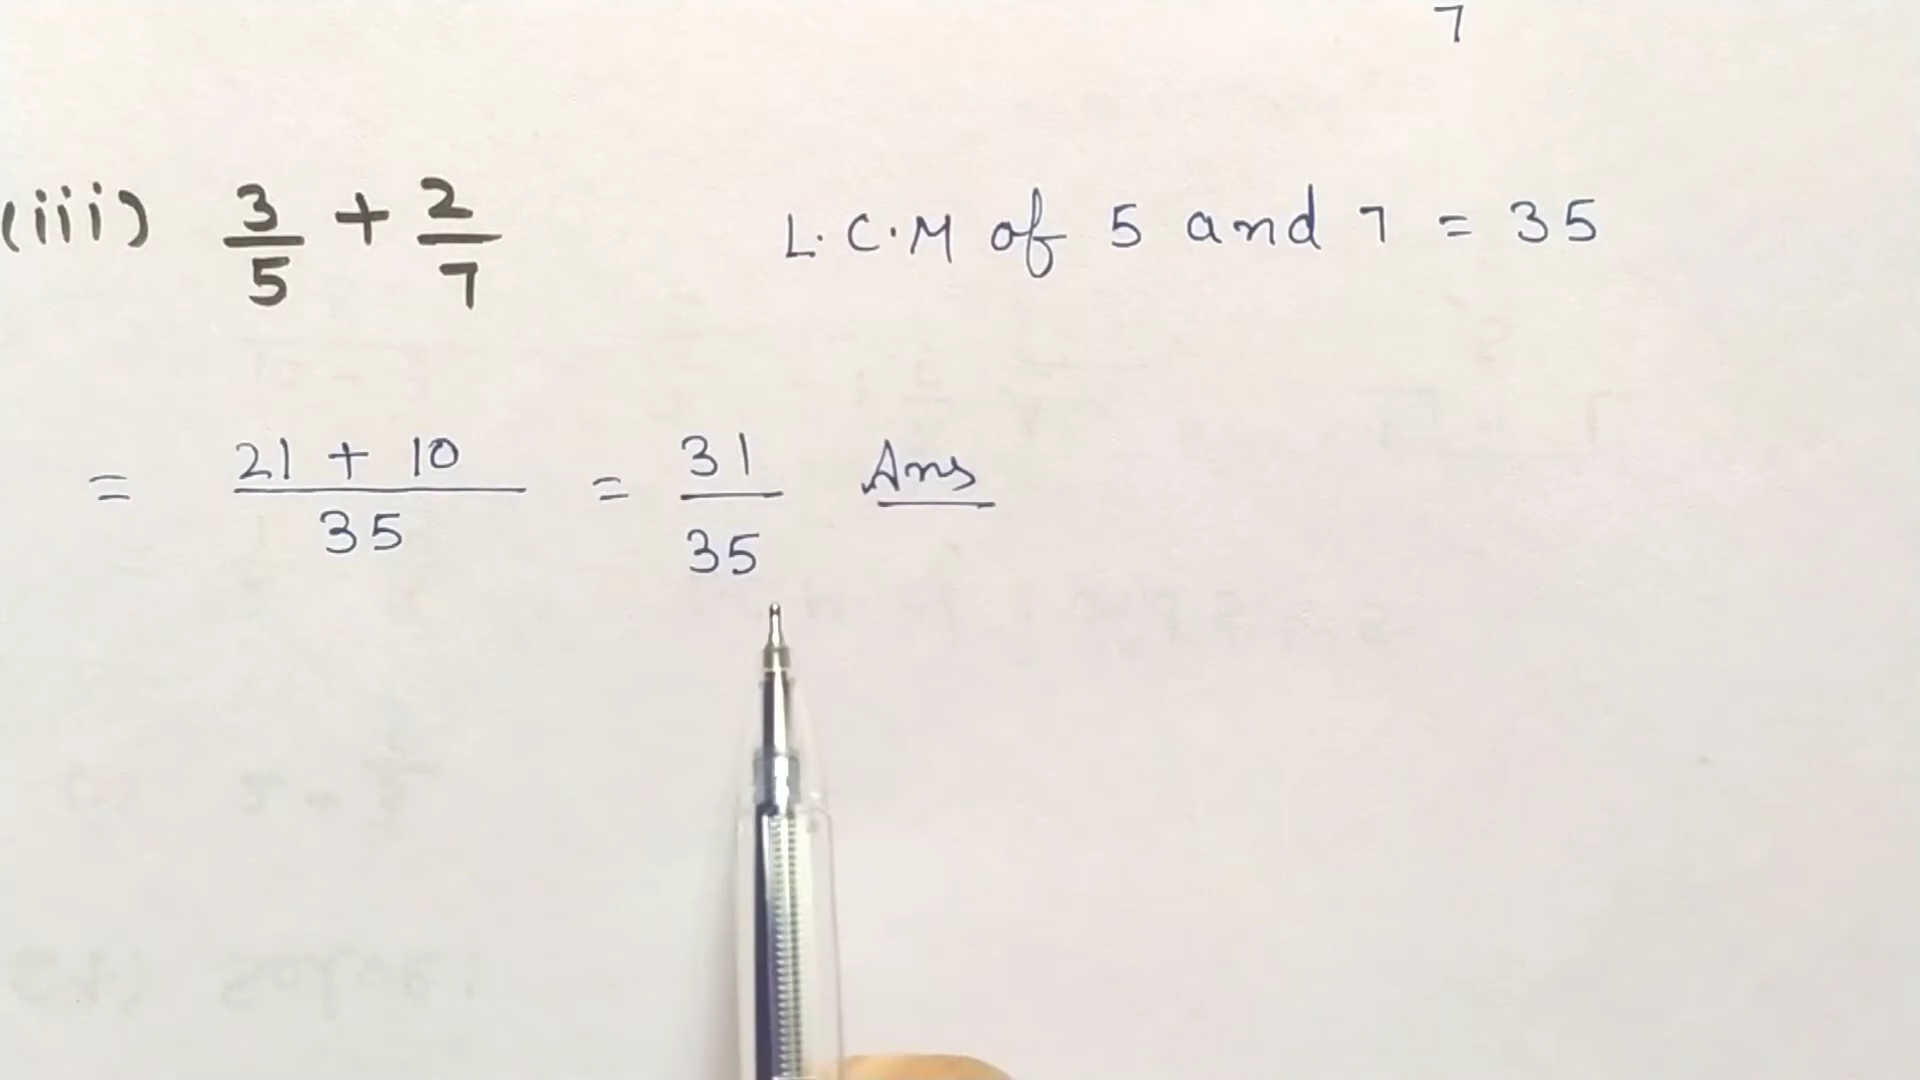 7
(iii) 3/5 + 2/7 L.C.M of 5 and 7 = 35
= 21 + 10/35 = 31/35 Ans